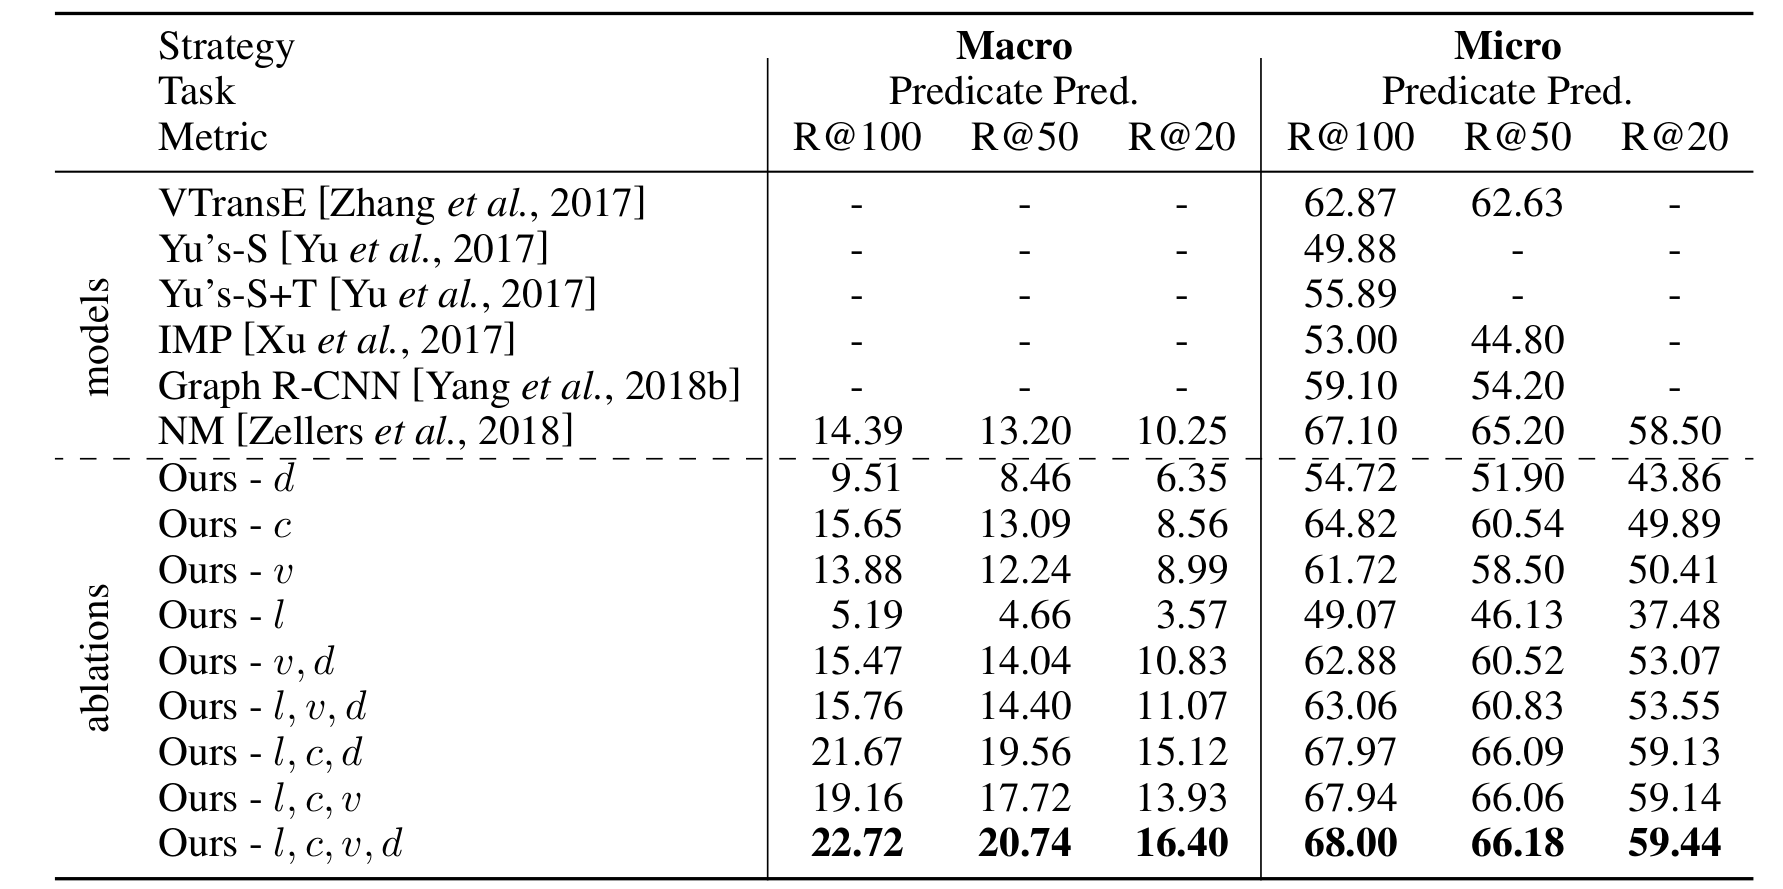 Strategy Macro Micro
Task Predicate Pred. Predicate Pred.
Metric R@100 R@50 R@20 R@100 R@50 R@20
models
VTransE [Zhang et al., 2017] - - - 62.87 62.63 -
Yu's-S [Yu et al., 2017] - - - 49.88 - -
Yu's-S+T [Yu et al., 2017] - - - 55.89 - -
IMP [Xu et al., 2017] - - - 53.00 44.80 -
Graph R-CNN [Yang et al., 2018b] - - - 59.10 54.20 -
NM [Zellers et al., 2018] 14.39 13.20 10.25 67.10 65.20 58.50
ablations
Ours - d 9.51 8.46 6.35 54.72 51.90 43.86
Ours - c 15.65 13.09 8.56 64.82 60.54 49.89
Ours - v 13.88 12.24 8.99 61.72 58.50 50.41
Ours - l 5.19 4.66 3.57 49.07 46.13 37.48
Ours - v, d 15.47 14.04 10.83 62.88 60.52 53.07
Ours - l, v, d 15.76 14.40 11.07 63.06 60.83 53.55
Ours - l, c, d 21.67 19.56 15.12 67.97 66.09 59.13
Ours - l, c, v 19.16 17.72 13.93 67.94 66.06 59.14
Ours - l, c, v, d 22.72 20.74 16.40 68.00 66.18 59.44